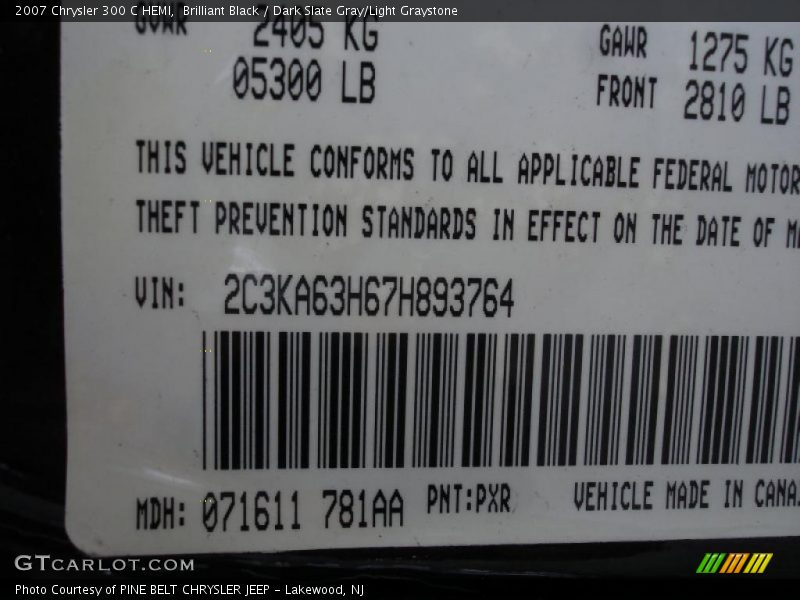 2007 Chrysler 300 C HEMI,  Brilliant Black / Dark Slate Gray/Light Graystone
GVWR 2405 KG GAWR 1275 KG
05300 LB FRONT 2810 LB
THIS VEHICLE CONFORMS TO ALL APPLICABLE FEDERAL MOTOR
THEFT PREVENTION STANDARDS IN EFFECT ON THE DATE OF
VIN: 2C3KA63H67H893764
MDH: 071611 781AA PNT:PXR VEHICLE MADE IN CANA
GTCARLOT.COM
Photo Courtesy of PINE BELT CHRYSLER JEEP - Lakewood, NJ